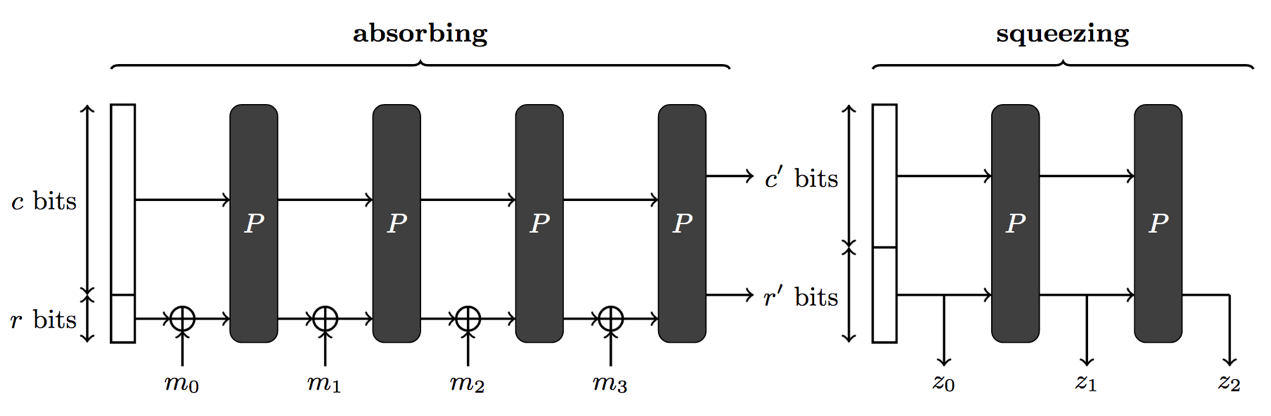 absorbing squeezing
c bits
r bits
P P P P
c′ bits
r′ bits
P P
m₀ m₁ m₂ m₃
z₀ z₁ z₂